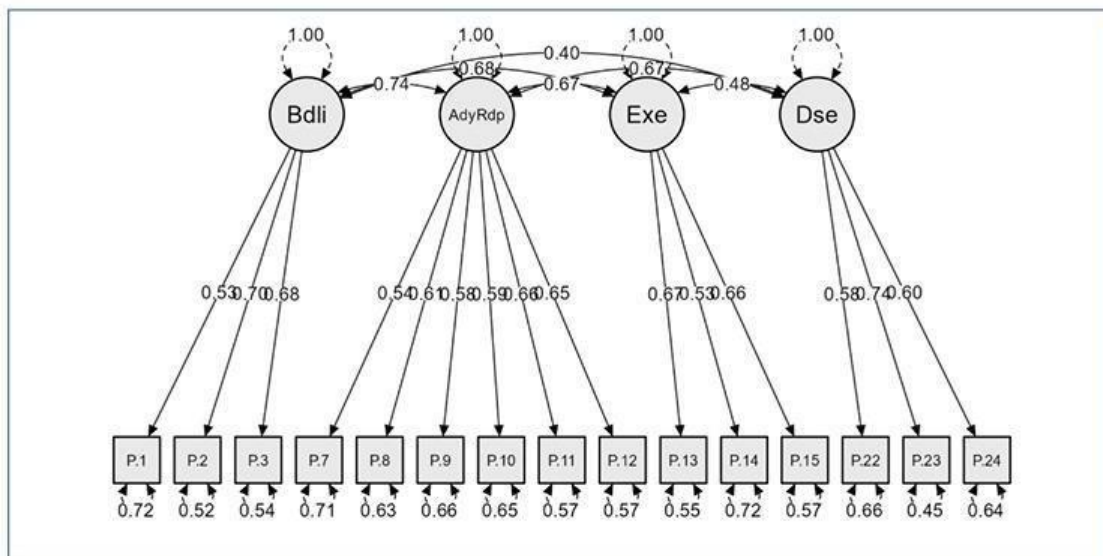 1.00 1.00 1.00 1.00
0.40
0.68 0.67
0.74 0.67 0.48
Bdli AdyRdp Exe Dse
0.53 0.70 0.68 0.54 0.61 0.58 0.59 0.66 0.65 0.67 0.53 0.66 0.58 0.74 0.60
P.1 P.2 P.3 P.7 P.8 P.9 P.10 P.11 P.12 P.13 P.14 P.15 P.22 P.23 P.24
0.72 0.52 0.54 0.71 0.63 0.66 0.65 0.57 0.57 0.55 0.72 0.57 0.66 0.45 0.64